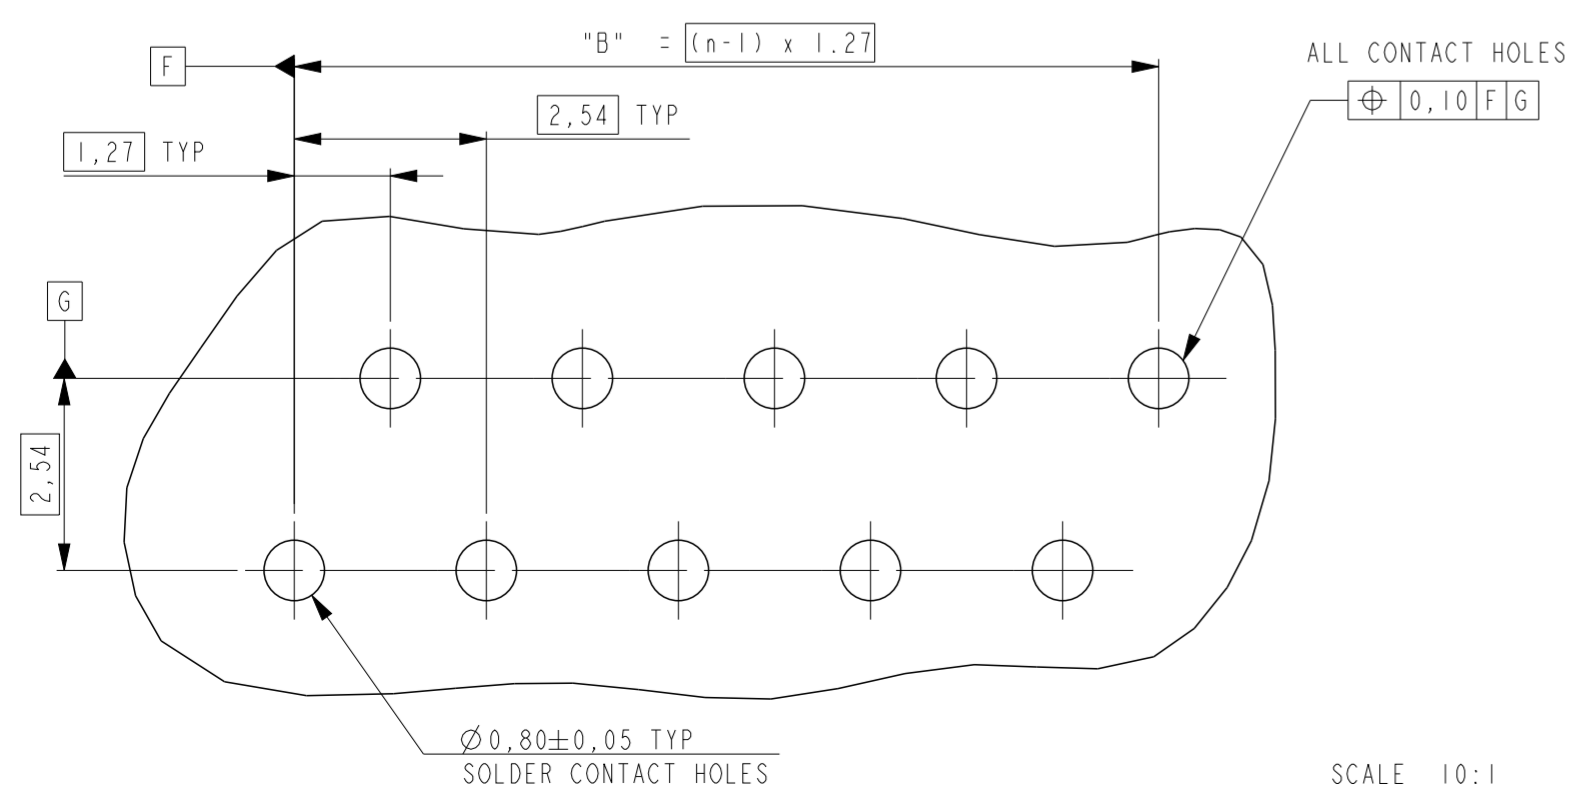 "B" = (n-1) x 1.27
F
ALL CONTACT HOLES
⌖ 0,10 F G
2,54 TYP
1,27 TYP
G
2,54
Ø0,80±0,05 TYP
SOLDER CONTACT HOLES
SCALE 10:1